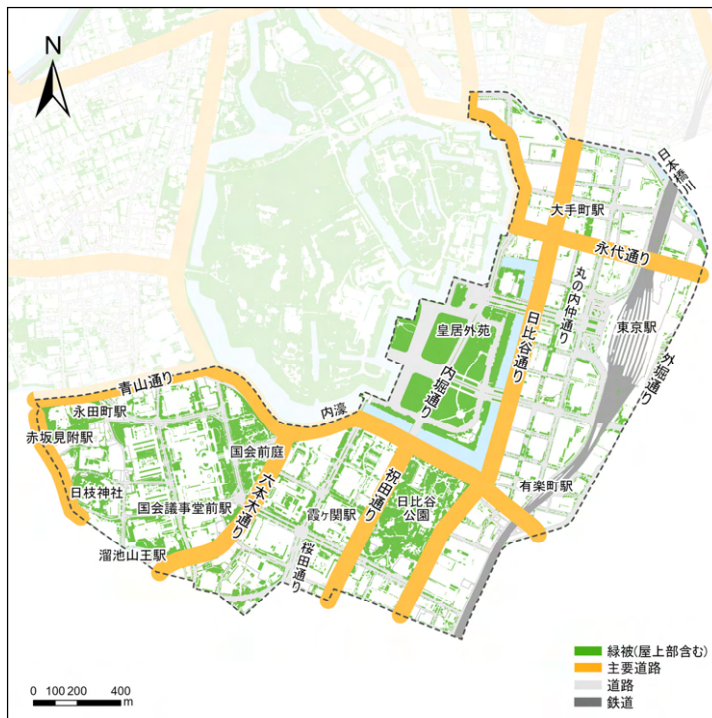 N
日本橋川
大手町駅
永代通り
丸の内仲通り
東京駅
皇居外苑
日比谷通り
内堀通り
外堀通り
青山通り
内濠
永田町駅
赤坂見附駅
国会前庭
日枝神社
国会議事堂前駅
六本木通り
霞ヶ関駅
祝田通り
日比谷
公園
有楽町駅
溜池山王駅
桜田通り
緑被(屋上部含む)
主要道路
道路
鉄道
0 100 200 400
m